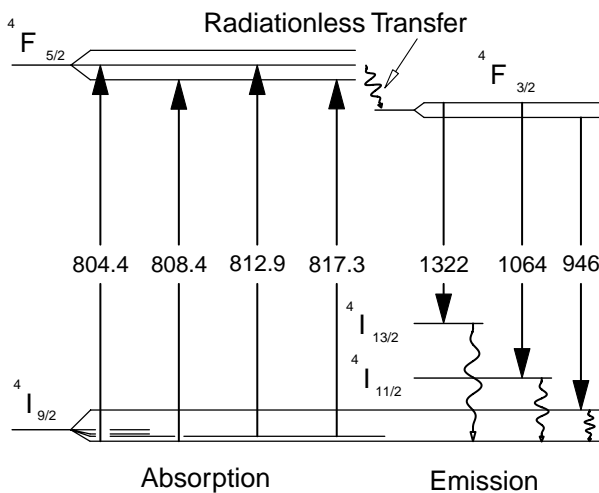 Radiationless Transfer
4 F 5/2
4 F 3/2
804.4 808.4 812.9 817.3 1322 1064 946
4 I 13/2
4 I 11/2
4 I 9/2
Absorption Emission